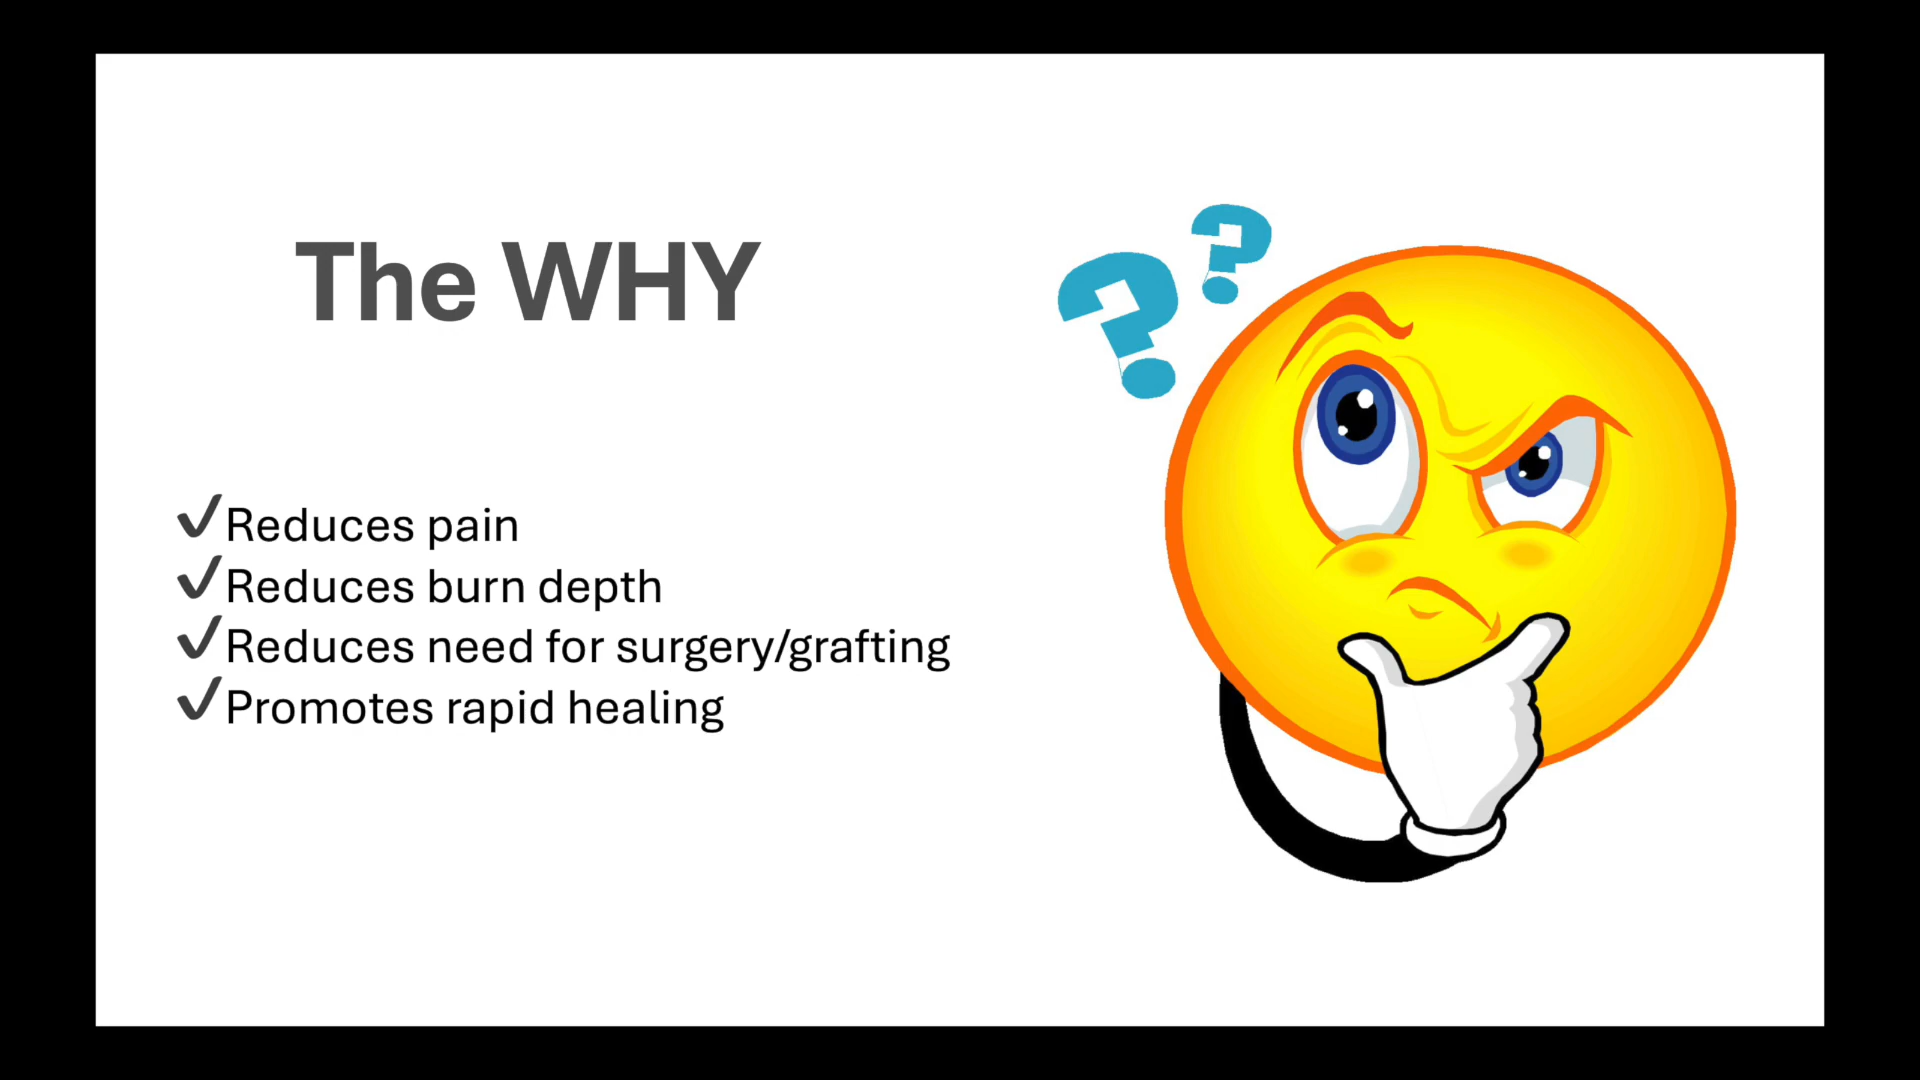 The WHY
✓Reduces pain
✓Reduces burn depth
✓Reduces need for surgery/grafting
✓Promotes rapid healing
? ?